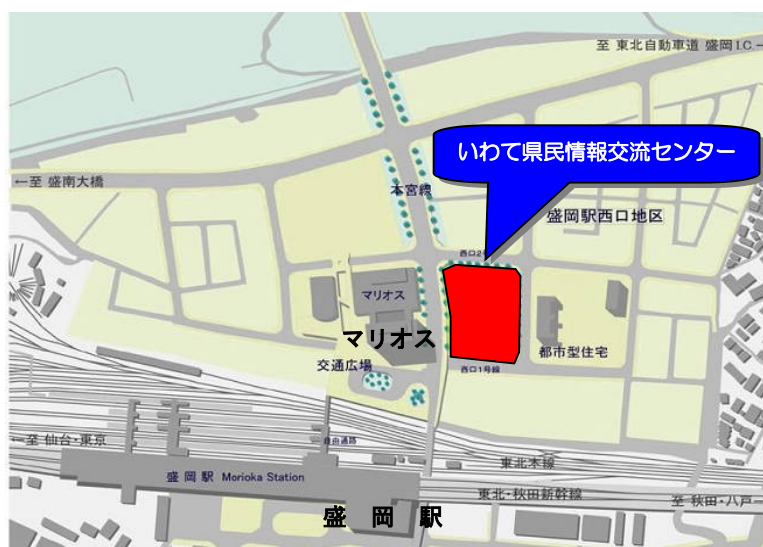 至 東北自動車道 盛岡I.C.→
いわて県民情報交流センター
←至 盛南大橋
本宮線
盛岡駅西口地区
西口2号
マリオス
マリオス
都市型住宅
交通広場
西口1号線
←至 仙台・東京
自由通路
東北本線
盛岡駅 Morioka Station
東北・秋田新幹線
至 秋田・八戸→
盛 岡 駅